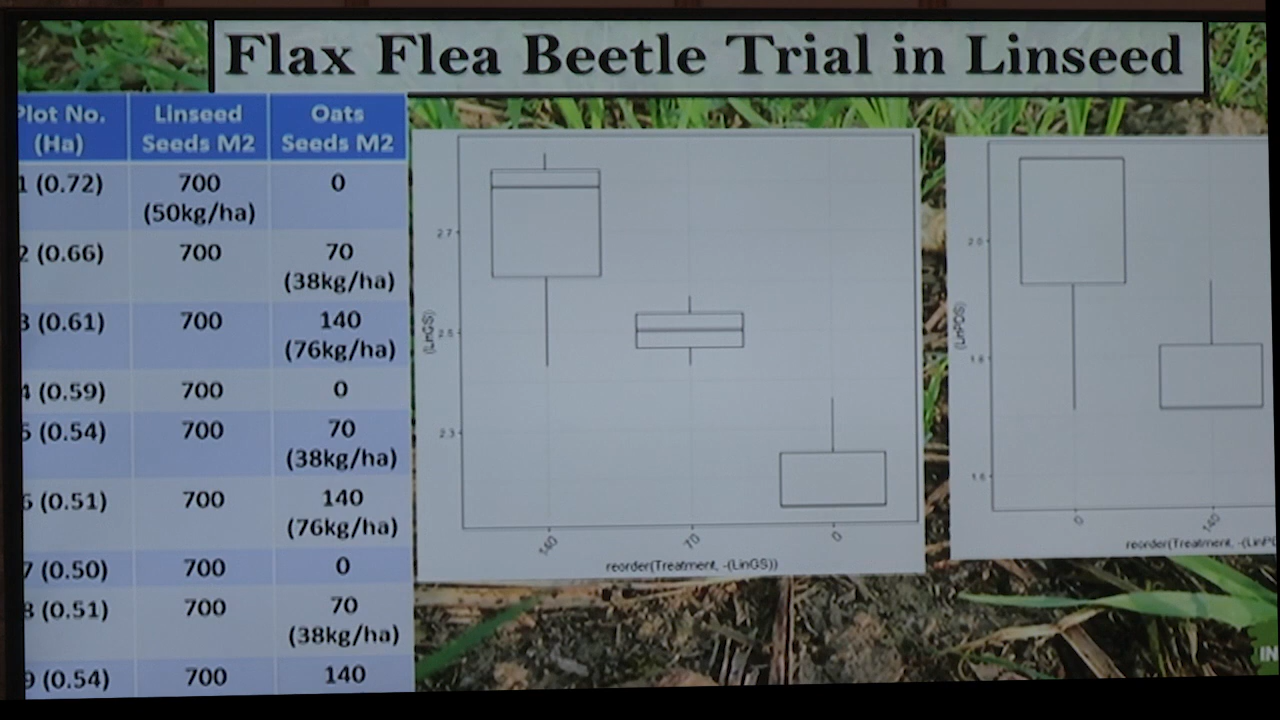 Flax Flea Beetle Trial in Linseed
Plot No. (Ha) Linseed Seeds M2 Oats Seeds M2
1 (0.72) 700 (50kg/ha) 0
2 (0.66) 700 70 (38kg/ha)
3 (0.61) 700 140 (76kg/ha)
4 (0.59) 700 0
5 (0.54) 700 70 (38kg/ha)
6 (0.51) 700 140 (76kg/ha)
7 (0.50) 700 0
8 (0.51) 700 70 (38kg/ha)
9 (0.54) 700 140
(LinGS)
2.7
2.5
2.3
140 70 0
reorder(Treatment, -(LinGS))
(LinPDS)
2.0
1.8
1.6
0 140
reorder(Treatment, -(LinPD
IN